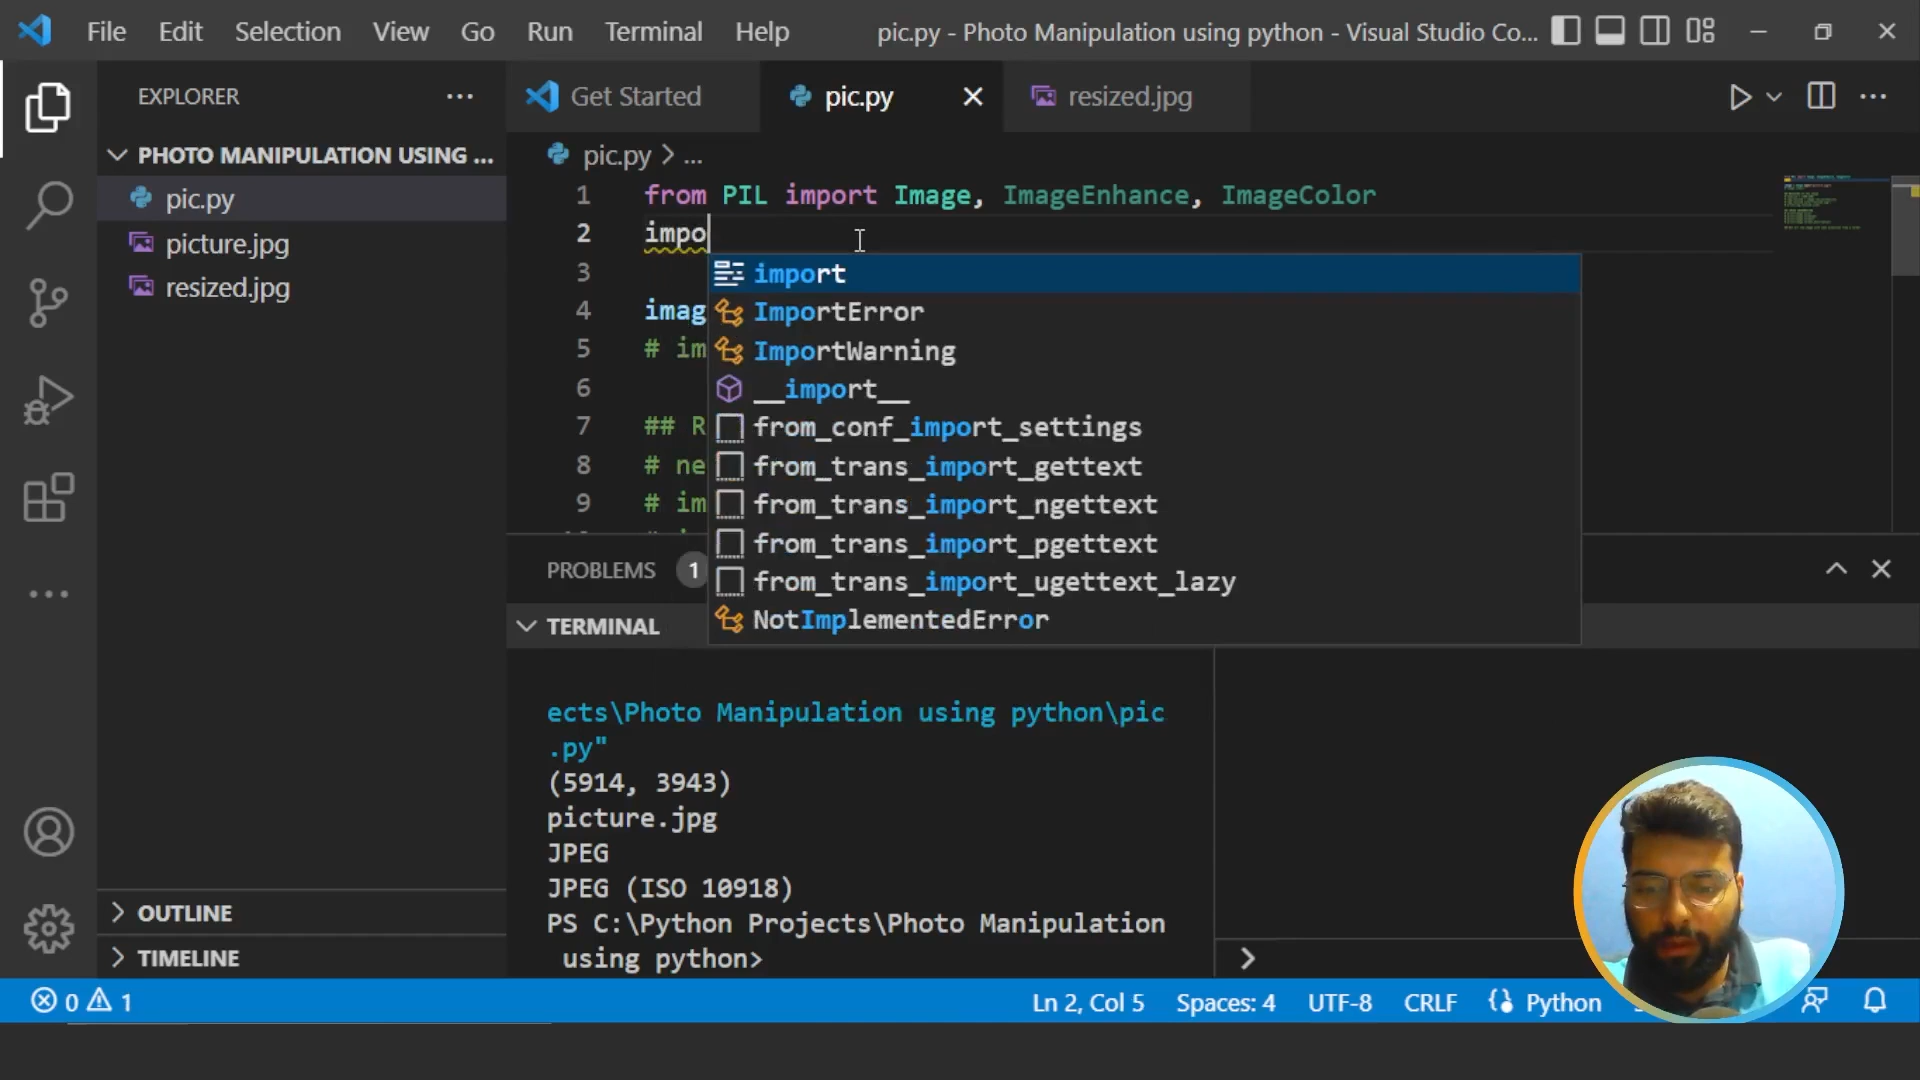 File Edit Selection View Go Run Terminal Help pic.py - Photo Manipulation using python - Visual Studio Co...
EXPLORER ...
Get Started pic.py resized.jpg
PHOTO MANIPULATION USING ...
pic.py
picture.jpg
resized.jpg
OUTLINE
TIMELINE
pic.py > ...
1 from PIL import Image, ImageEnhance, ImageColor
2 impo
3
4 imag
5 # im
6
7 ## R
8 # ne
9 # im
import
ImportError
ImportWarning
__import__
from_conf_import_settings
from_trans_import_gettext
from_trans_import_ngettext
from_trans_import_pgettext
from_trans_import_ugettext_lazy
NotImplementedError
PROBLEMS 1
TERMINAL
ects\Photo Manipulation using python\pic
.py"
(5914, 3943)
picture.jpg
JPEG
JPEG (ISO 10918)
PS C:\Python Projects\Photo Manipulation
using python>
0 1 Ln 2, Col 5 Spaces: 4 UTF-8 CRLF Python